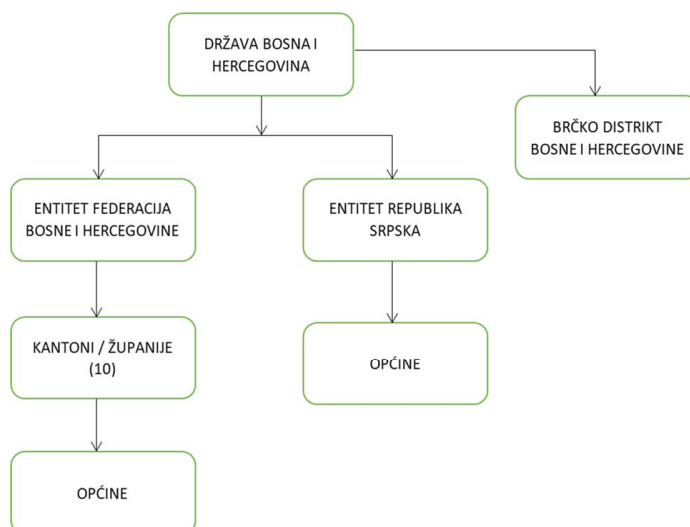 DRŽAVA BOSNA I
HERCEGOVINA
BRČKO DISTRIKT
BOSNE I HERCEGOVINE
ENTITET FEDERACIJA
BOSNE I HERCEGOVINE
ENTITET REPUBLIKA
SRPSKA
KANTONI / ŽUPANIJE
(10)
OPĆINE
OPĆINE